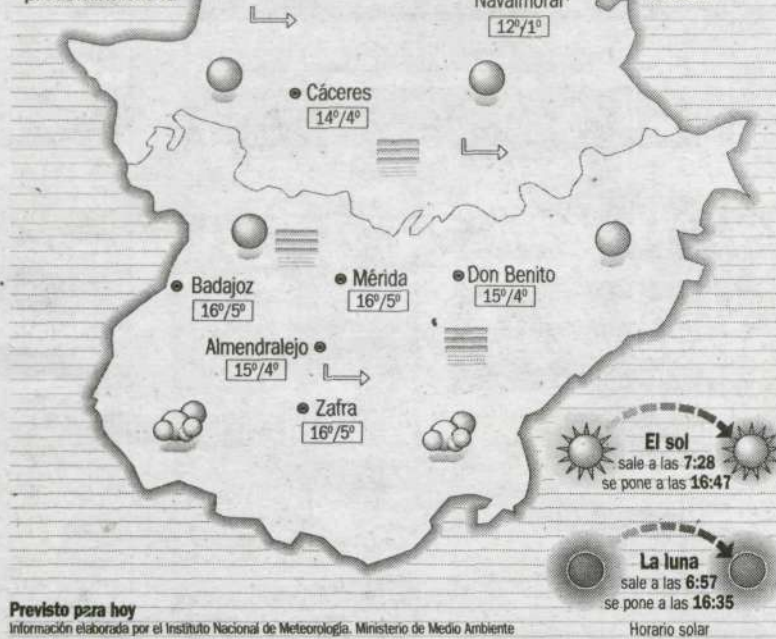 Navalmoral
12º/1º
Cáceres
14º/4º
Badajoz
16º/5º
Mérida
16º/5º
Don Benito
15º/4º
Almendralejo
15º/4º
Zafra
16º/5º
El sol
sale a las 7:28
se pone a las 16:47
La luna
sale a las 6:57
se pone a las 16:35
Horario solar
Previsto para hoy
Información elaborada por el Instituto Nacional de Meteorología. Ministerio de Medio Ambiente